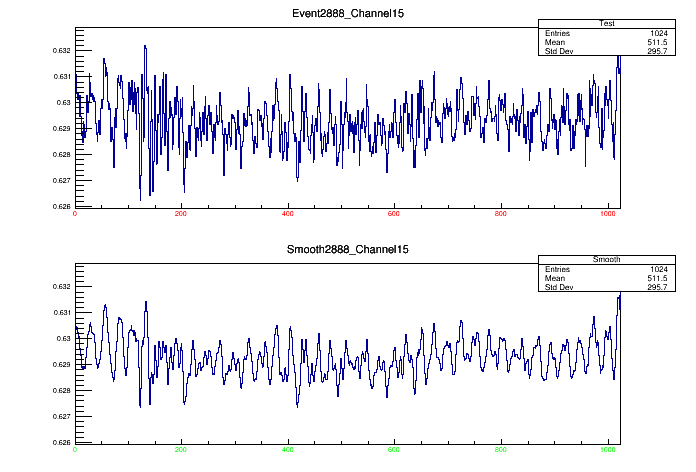 Event2888_Channel15
Test
Entries 1024
Mean 511.5
Std Dev 295.7
0.632
0.631
0.63
0.629
0.628
0.627
0.626
0 200 400 600 800 1000
Smooth2888_Channel15
Smooth
Entries 1024
Mean 511.5
Std Dev 295.7
0.632
0.631
0.63
0.629
0.628
0.627
0.626
0 200 400 600 800 1000